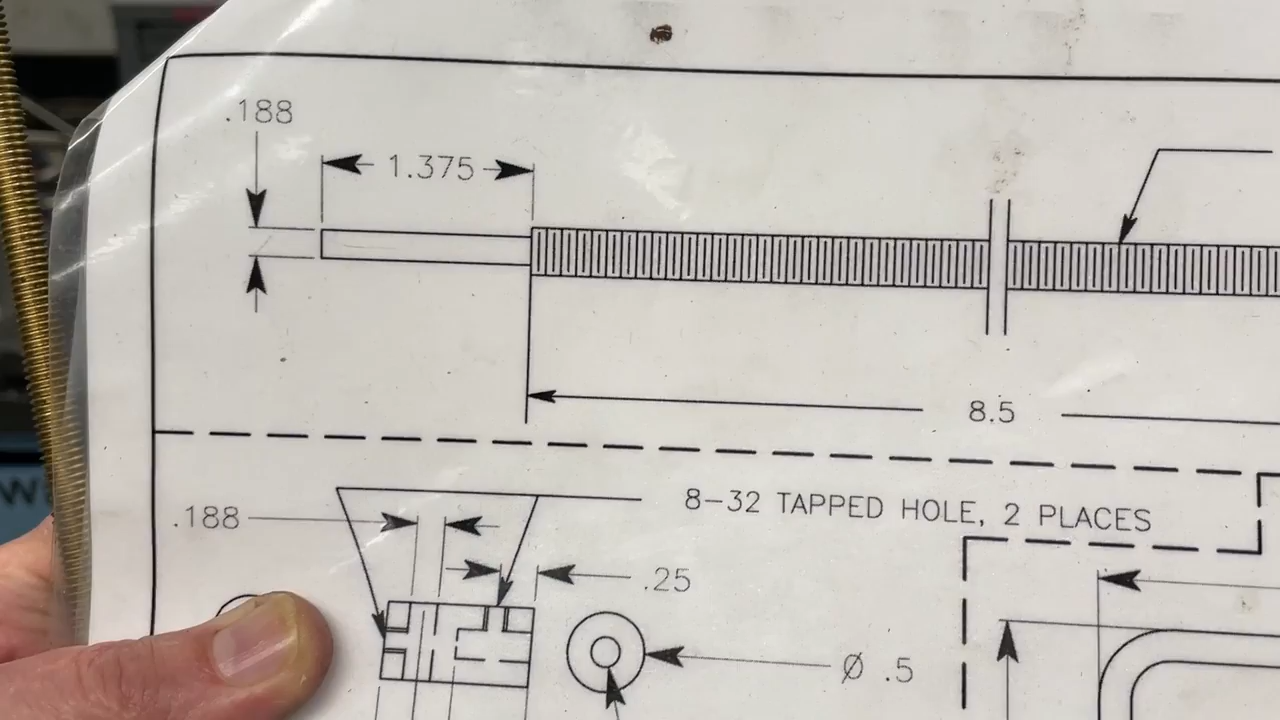 .188
1.375
8.5
8-32 TAPPED HOLE, 2 PLACES
.188
.25
Ø .5